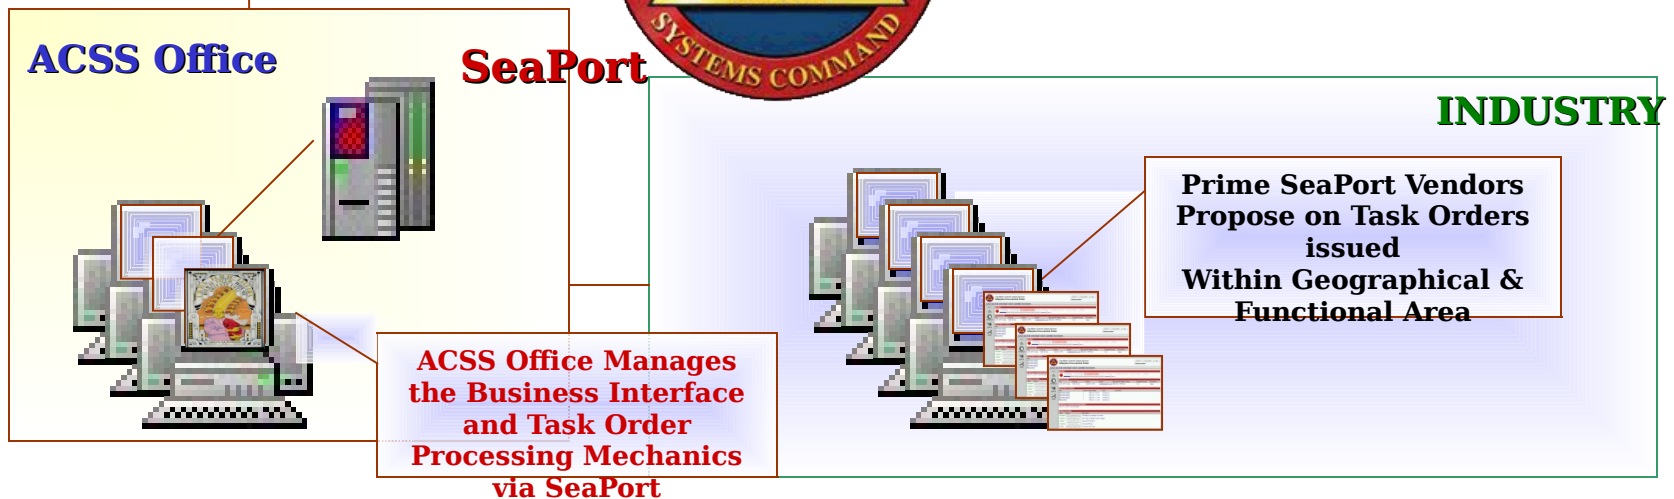 ACSS Office
SeaPort
SYSTEMS COMMAND
INDUSTRY
Prime SeaPort Vendors
Propose on Task Orders
issued
Within Geographical &
Functional Area
ACSS Office Manages
the Business Interface
and Task Order
Processing Mechanics
via SeaPort